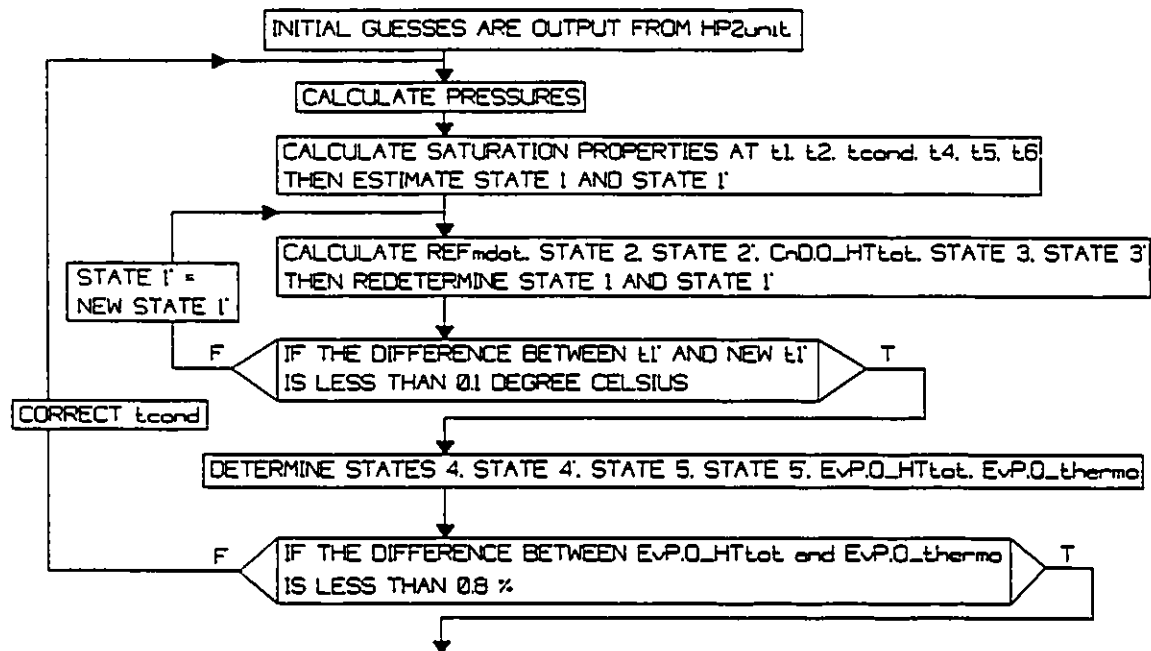 INITIAL GUESSES ARE OUTPUT FROM HP2unit
CALCULATE PRESSURES
CALCULATE SATURATION PROPERTIES AT t1, t2, tcond, t4, t5, t6
THEN ESTIMATE STATE 1 AND STATE 1'
CALCULATE REFmdot, STATE 2, STATE 2', CnD.Q_HTtot, STATE 3, STATE 3'
THEN REDETERMINE STATE 1 AND STATE 1'
STATE 1' =
NEW STATE 1'
F
IF THE DIFFERENCE BETWEEN t1' AND NEW t1'
IS LESS THAN 0.1 DEGREE CELSIUS
T
CORRECT tcond
DETERMINE STATES 4, STATE 4', STATE 5, STATE 5', EvP.Q_HTtot, EvP.Q_thermo
F
IF THE DIFFERENCE BETWEEN EvP.Q_HTtot and EvP.Q_thermo
IS LESS THAN 0.8 %
T